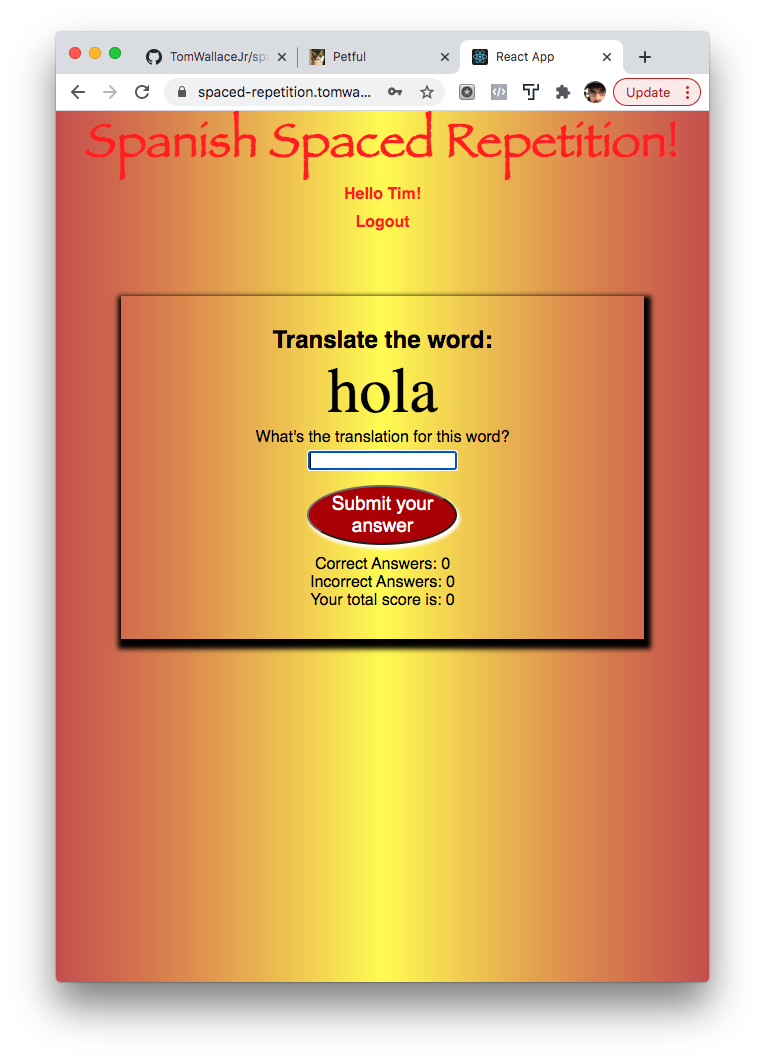 TomWallaceJr/spa
Petful
React App
spaced-repetition.tomwa...
Update
Spanish Spaced Repetition!
Hello Tim!
Logout
Translate the word:
hola
What's the translation for this word?
Submit your
answer
Correct Answers: 0
Incorrect Answers: 0
Your total score is: 0